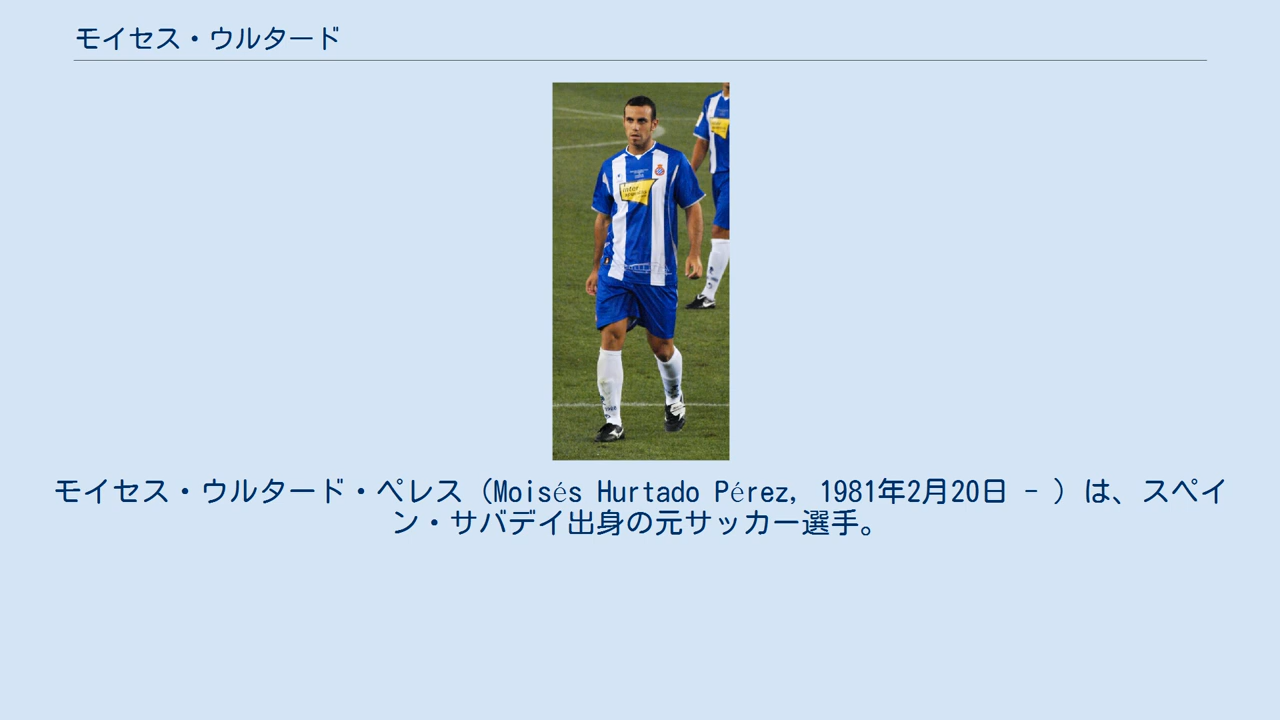 モイセス・ウルタード
inter
モイセス・ウルタード・ペレス（Moisés Hurtado Pérez, 1981年2月20日 - ）は、スペイ
ン・サバデイ出身の元サッカー選手。